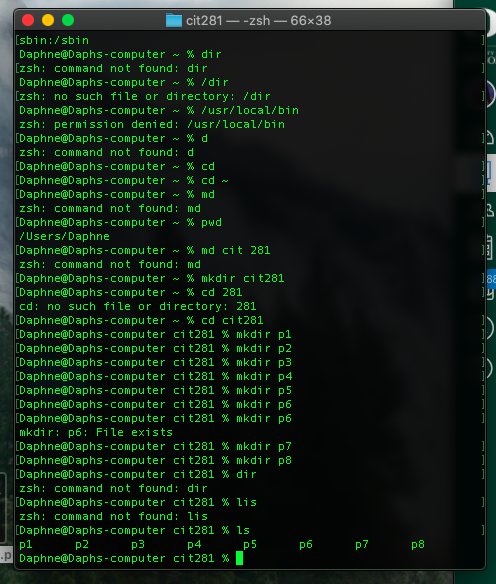 cit281 — -zsh — 66×38
[sbin:/sbin ]
Daphne@Daphs-computer ~ % dir
[zsh: command not found: dir ]
Daphne@Daphs-computer ~ % /dir
[zsh: no such file or directory: /dir ]
Daphne@Daphs-computer ~ % /usr/local/bin
zsh: permission denied: /usr/local/bin
[Daphne@Daphs-computer ~ % d ]
zsh: command not found: d
[Daphne@Daphs-computer ~ % cd ]
[Daphne@Daphs-computer ~ % cd ~ ]
[Daphne@Daphs-computer ~ % md ]
zsh: command not found: md
[Daphne@Daphs-computer ~ % pwd ]
/Users/Daphne
[Daphne@Daphs-computer ~ % md cit 281 ]
zsh: command not found: md
[Daphne@Daphs-computer ~ % mkdir cit281 ]
[Daphne@Daphs-computer ~ % cd 281 ]
cd: no such file or directory: 281
[Daphne@Daphs-computer ~ % cd cit281 ]
[Daphne@Daphs-computer cit281 % mkdir p1 ]
[Daphne@Daphs-computer cit281 % mkdir p2 ]
[Daphne@Daphs-computer cit281 % mkdir p3 ]
[Daphne@Daphs-computer cit281 % mkdir p4 ]
[Daphne@Daphs-computer cit281 % mkdir p5 ]
[Daphne@Daphs-computer cit281 % mkdir p6 ]
[Daphne@Daphs-computer cit281 % mkdir p6 ]
mkdir: p6: File exists
[Daphne@Daphs-computer cit281 % mkdir p7 ]
[Daphne@Daphs-computer cit281 % mkdir p8 ]
[Daphne@Daphs-computer cit281 % dir ]
zsh: command not found: dir
[Daphne@Daphs-computer cit281 % lis ]
zsh: command not found: lis
[Daphne@Daphs-computer cit281 % ls ]
p1 p2 p3 p4 p5 p6 p7 p8
Daphne@Daphs-computer cit281 %